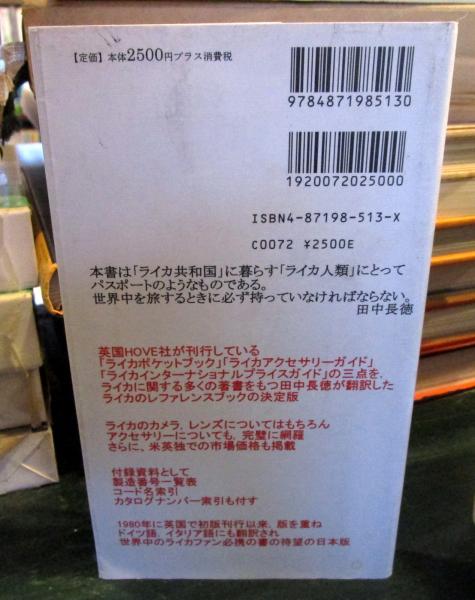 【定価】本体2500円プラス消費税
9784871985130
1920072025000
ISBN4-87198-513-X
C0072 ¥2500E
本書は「ライカ共和国」に暮らす「ライカ人類」にとって
パスポートのようなものである。
世界中を旅するときに必ず持っていなければならない。
田中長徳
英国HOVE社が刊行している
「ライカポケットブック」「ライカアクセサリーガイド」
「ライカインターナショナルプライスガイド」の三点を、
ライカに関する多くの著書をもつ田中長徳が翻訳した
ライカのレファレンスブックの決定版
ライカのカメラ，レンズについてはもちろん
アクセサリーについても，完璧に網羅
さらに、米英独での市場価格も掲載
付録資料として
製造番号一覧表
コード名索引
カタログナンバー索引も付す
1980年に英国で初版刊行以来，版を重ね
ドイツ語，イタリア語にも翻訳され
世界中のライカファン必携の書の待望の日本版